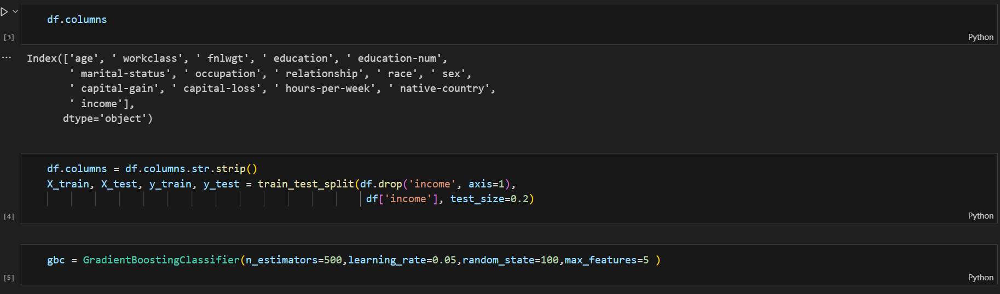 df.columns
[3]
Python
... Index(['age', ' workclass', ' fnlwgt', ' education', ' education-num',
' marital-status', ' occupation', ' relationship', ' race', ' sex',
' capital-gain', ' capital-loss', ' hours-per-week', ' native-country',
' income'],
dtype='object')
df.columns = df.columns.str.strip()
X_train, X_test, y_train, y_test = train_test_split(df.drop('income', axis=1),
df['income'], test_size=0.2)
[4]
Python
gbc = GradientBoostingClassifier(n_estimators=500,learning_rate=0.05,random_state=100,max_features=5 )
[5]
Python